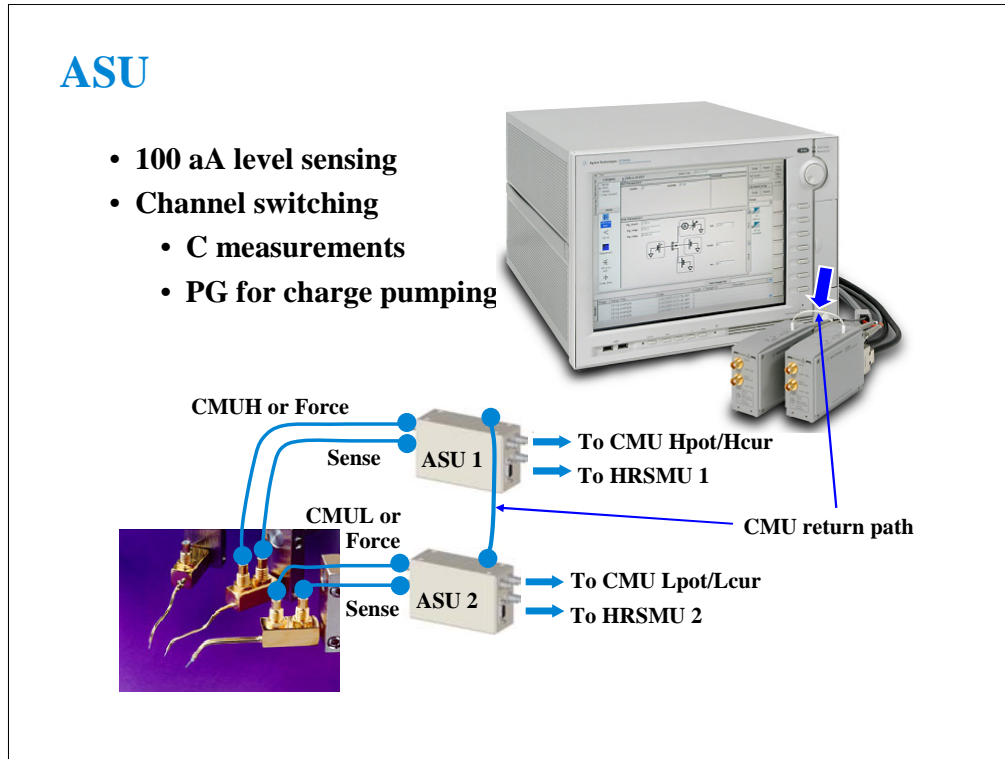 ASU
• 100 aA level sensing
• Channel switching
• C measurements
• PG for charge pumping
Agilent Technologies
CMUH or Force
Sense
ASU 1
To CMU Hpot/Hcur
To HRSMU 1
CMUL or
Force
CMU return path
Sense
ASU 2
To CMU Lpot/Lcur
To HRSMU 2